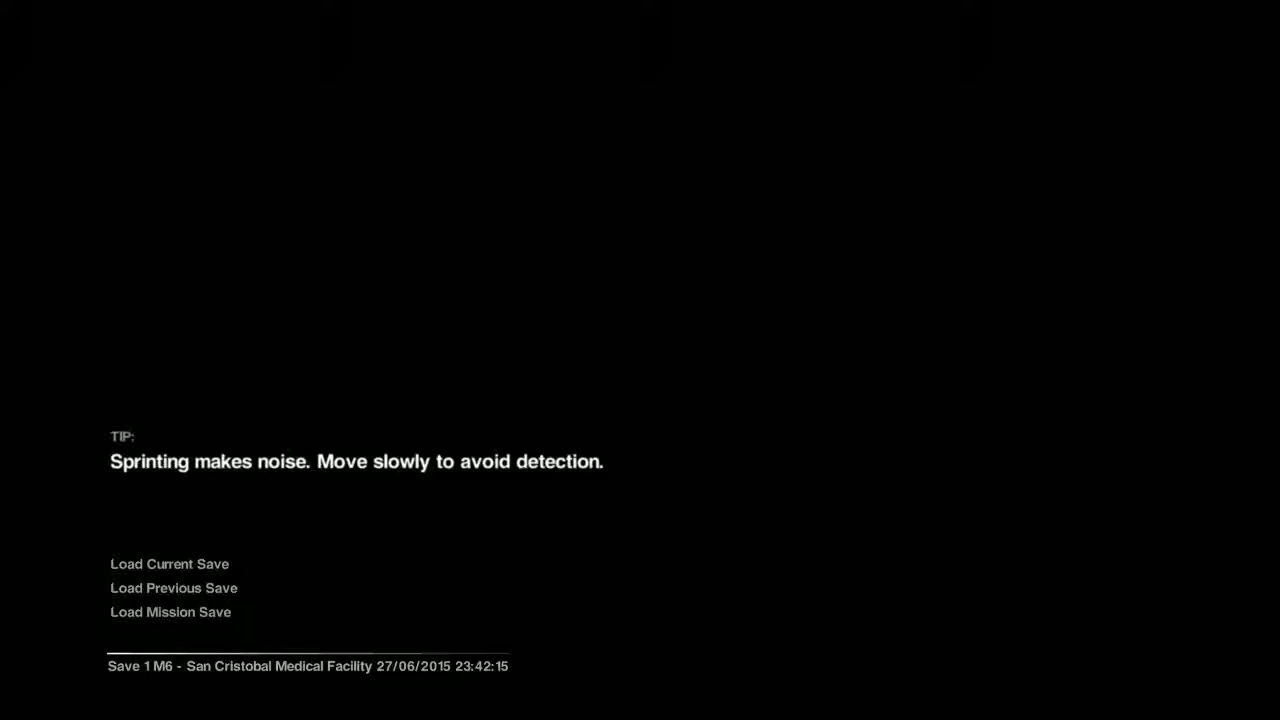 TIP:
Sprinting makes noise. Move slowly to avoid detection.
Load Current Save
Load Previous Save
Load Mission Save
Save 1 M6 - San Cristobal Medical Facility 27/06/2015 23:42:15